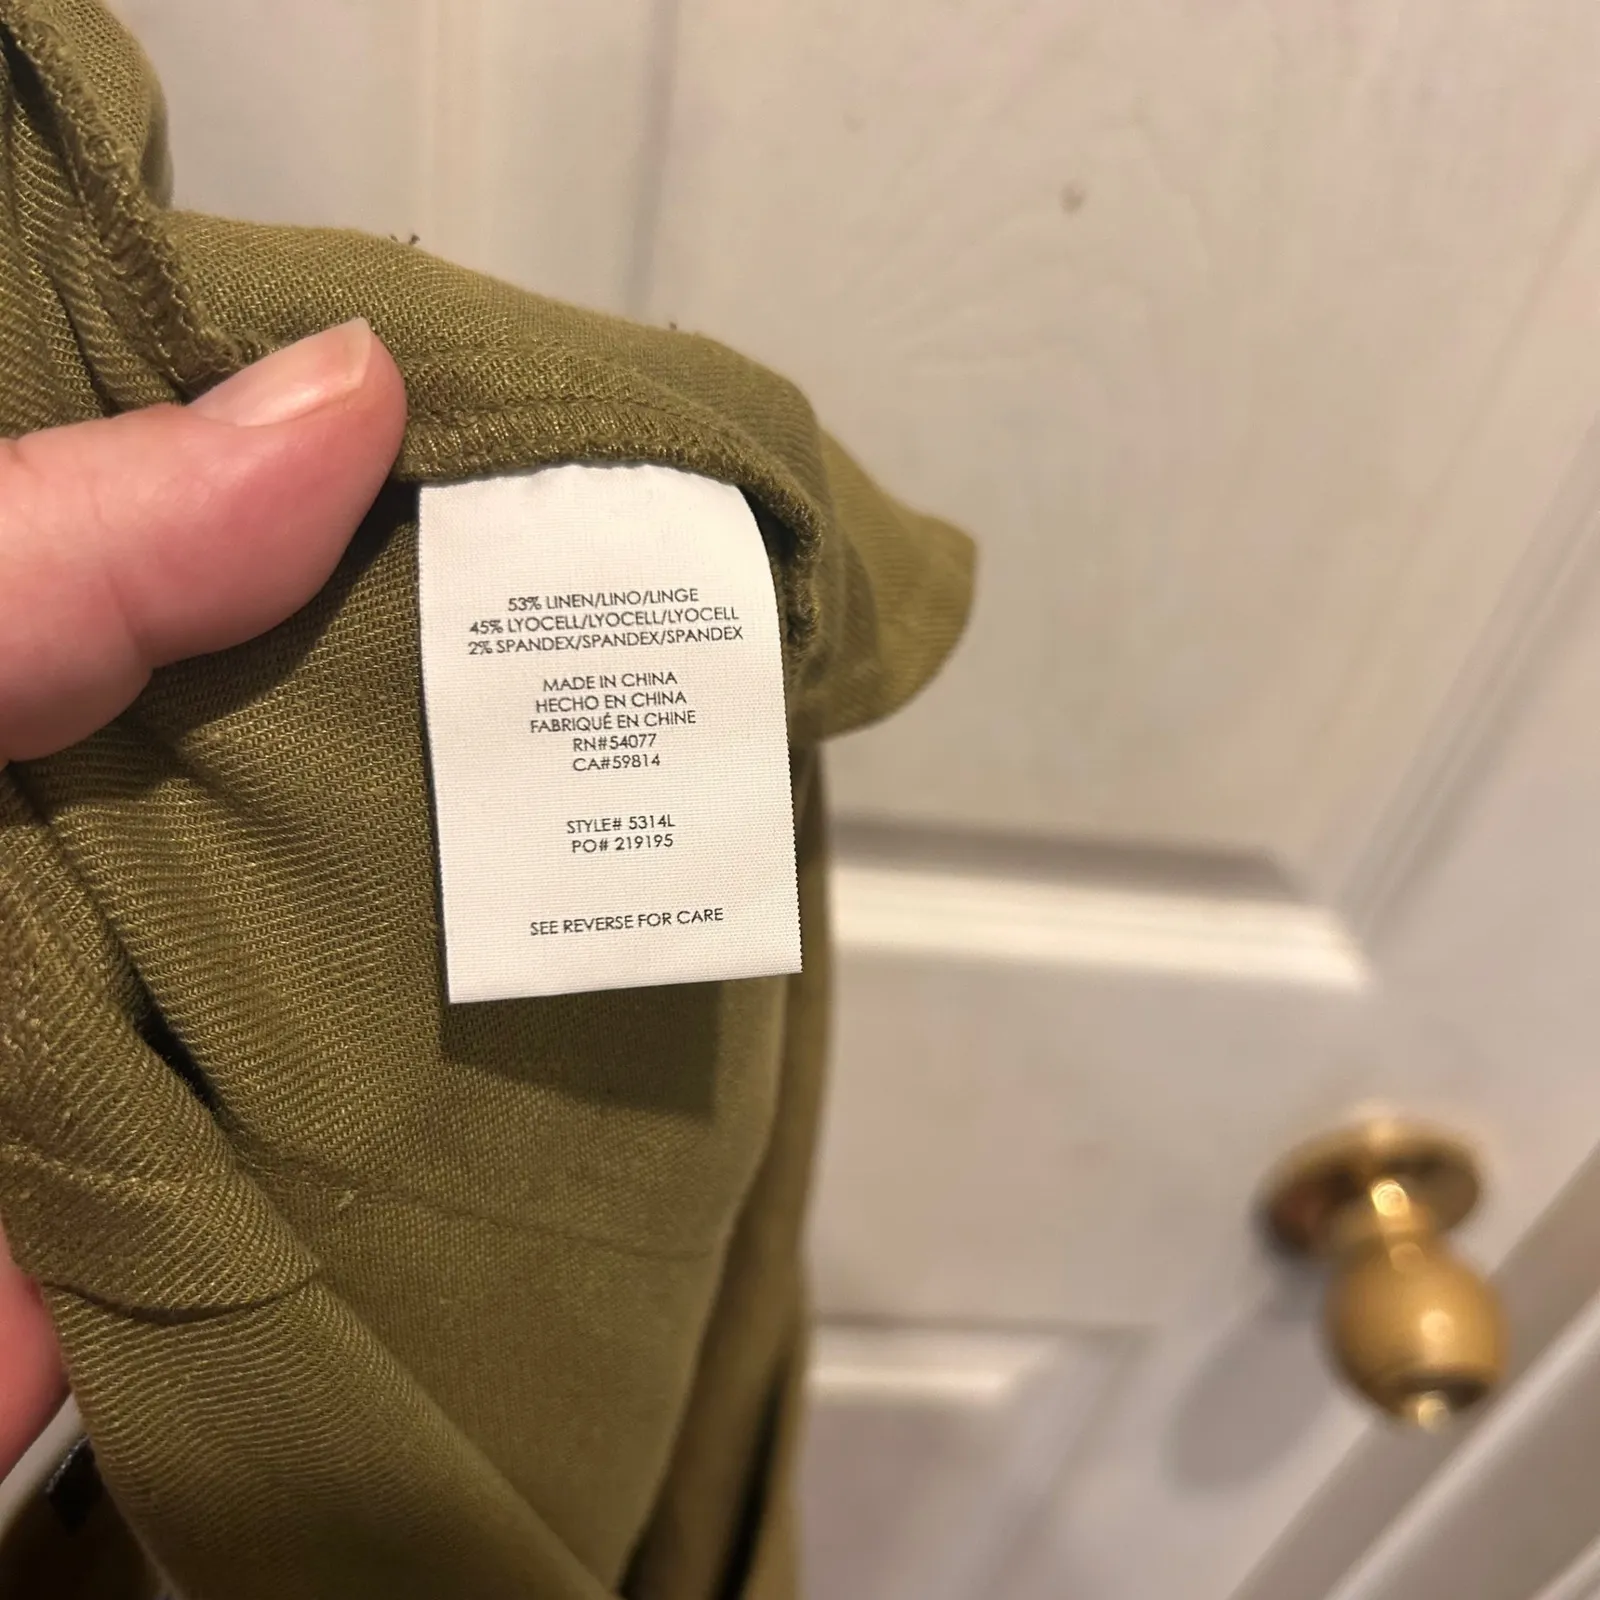 53% LINEN/LINO/LINGE
45% LYOCELL/LYOCELL/LYOCELL
2% SPANDEX/SPANDEX/SPANDEX
MADE IN CHINA
HECHO EN CHINA
FABRIQUÉ EN CHINE
RN#54077
CA#59814
STYLE# 5314L
PO# 219195
SEE REVERSE FOR CARE